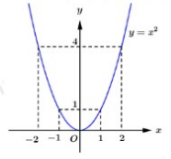 y
4
y = x²
1
-2 -1 O 1 2 x